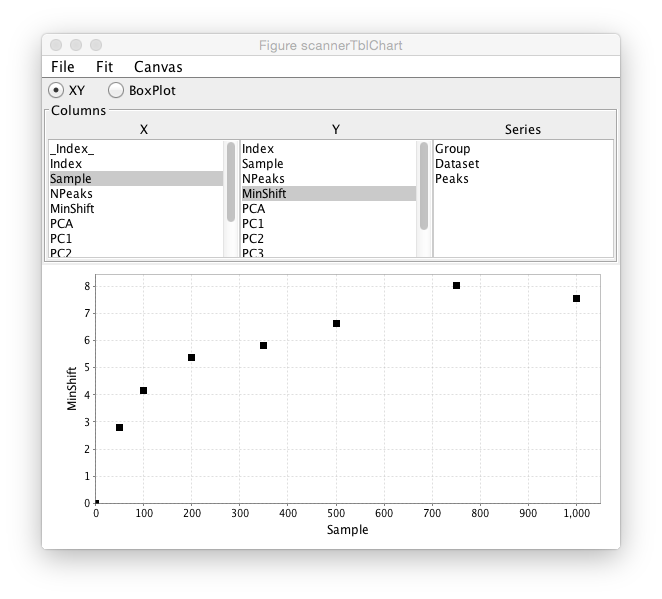 Figure scannerTblChart
File Fit Canvas
XY BoxPlot
Columns
X Y Series
_Index_ Index Group
Index Sample Dataset
Sample NPeaks Peaks
NPeaks MinShift
MinShift PCA
PCA PC1
PC1 PC2
PC2 PC3
8
7
6
5
4
3
2
1
0
MinShift
0 100 200 300 400 500 600 700 800 900 1,000
Sample